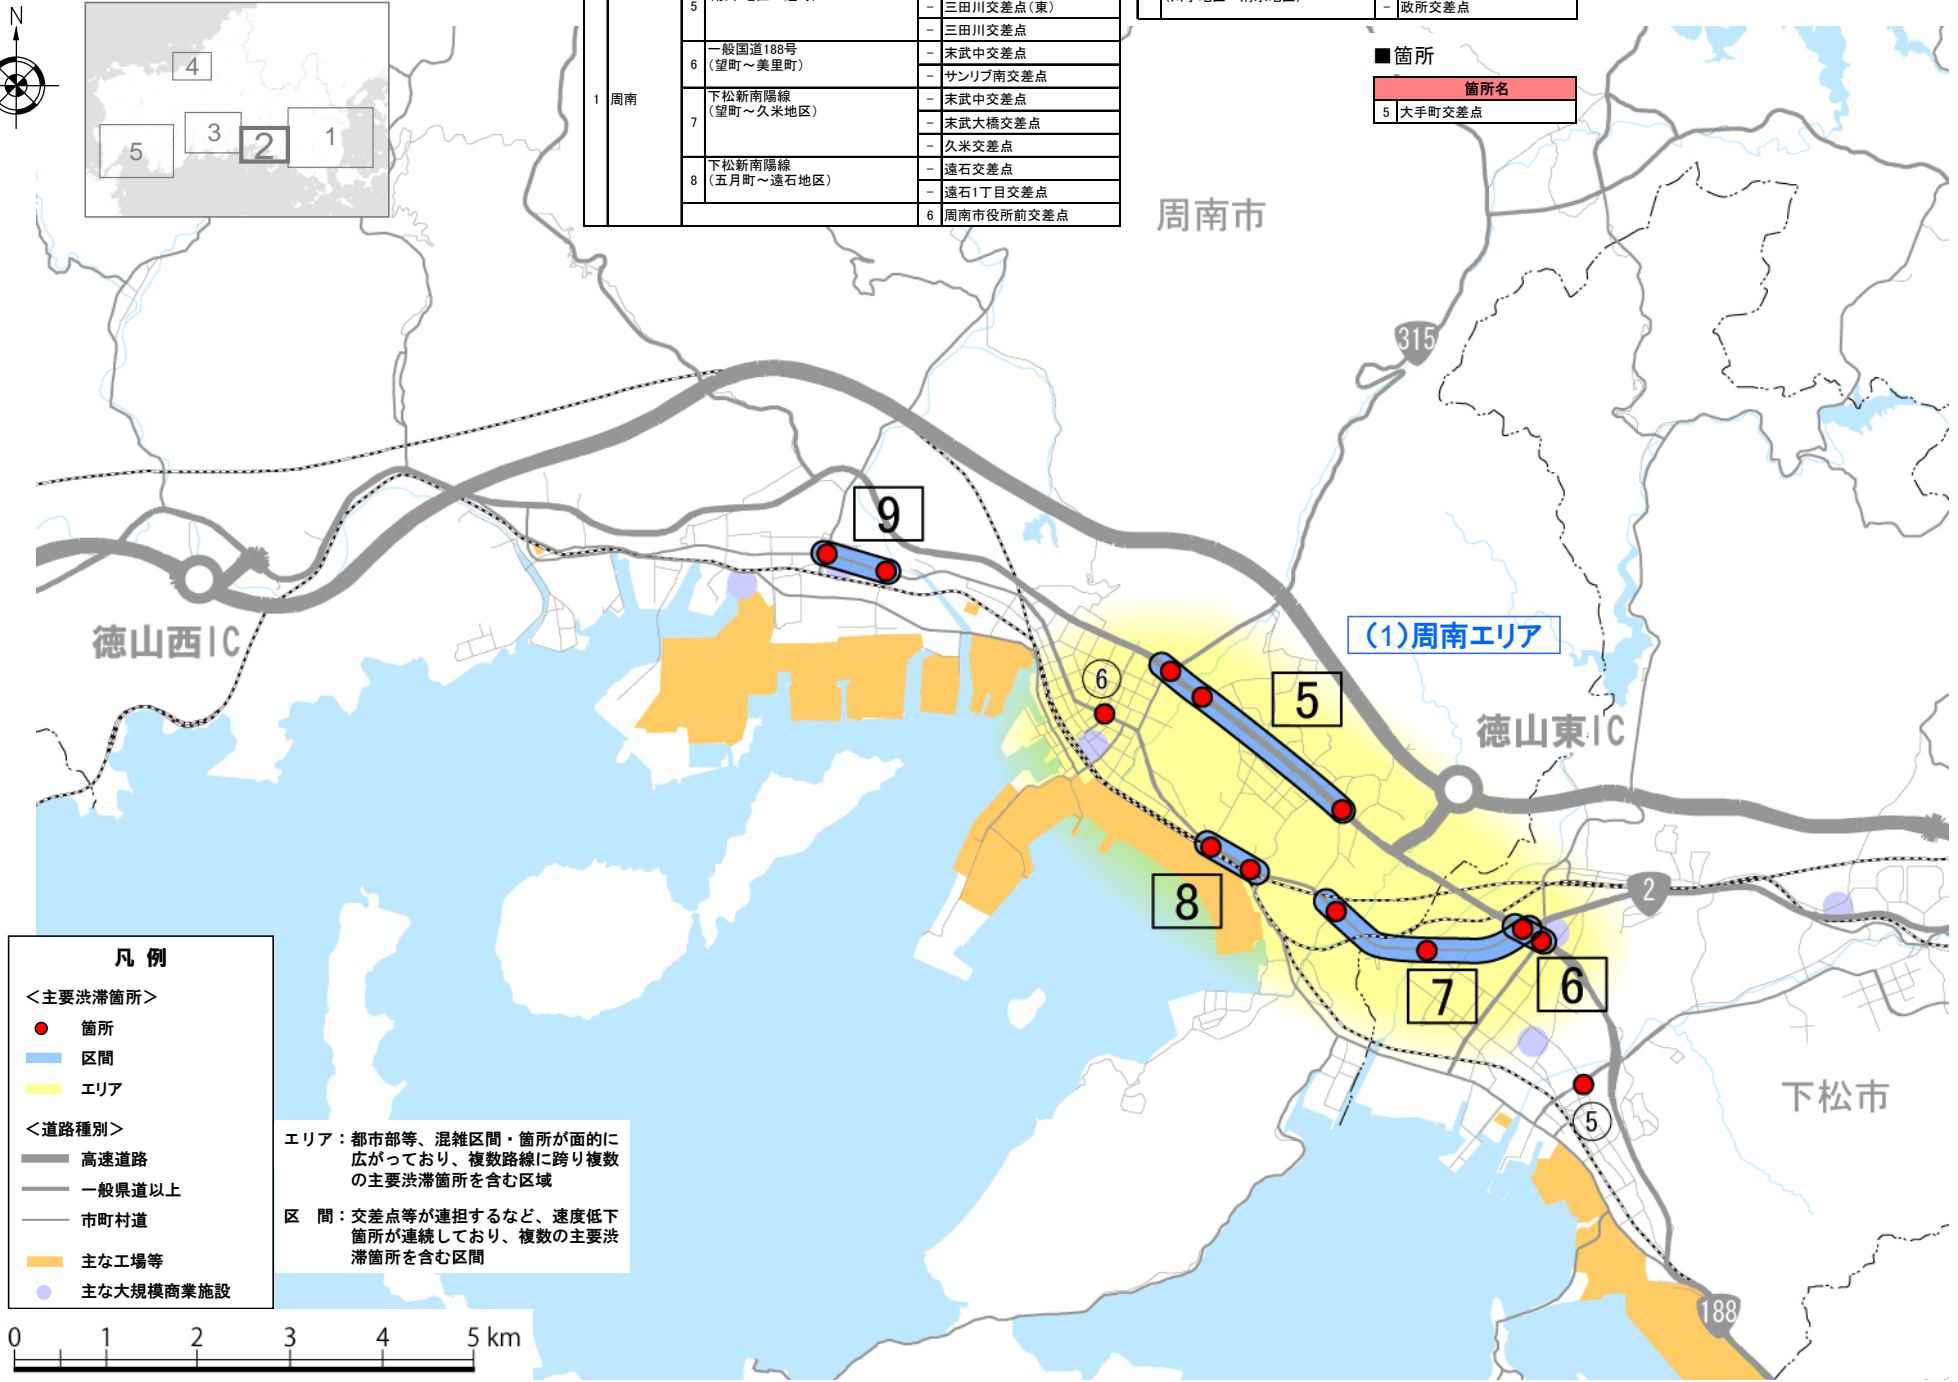 N
4
3
2
1
5
5
- 三田川交差点(東)
- 三田川交差点
1 周南
6 一般国道188号
(望町～美里町)
- 末武中交差点
- サンリブ南交差点
7 下松新南陽線
(望町～久米地区)
- 末武中交差点
- 末武大橋交差点
- 久米交差点
8 下松新南陽線
(五月町～遠石地区)
- 遠石交差点
- 遠石1丁目交差点
6 周南市役所前交差点
- 政所交差点
■箇所
箇所名
5 大手町交差点
周南市
315
9
徳山西IC
(1)周南エリア
6
5
徳山東IC
8
2
7
6
下松市
5
188
凡 例
＜主要渋滞箇所＞
箇所
区間
エリア
＜道路種別＞
高速道路
一般県道以上
市町村道
主な工場等
主な大規模商業施設
エリア：都市部等、混雑区間・箇所が面的に
広がっており、複数路線に跨り複数
の主要渋滞箇所を含む区域
区　間：交差点等が連担するなど、速度低下
箇所が連続しており、複数の主要渋
滞箇所を含む区間
0 1 2 3 4 5 km